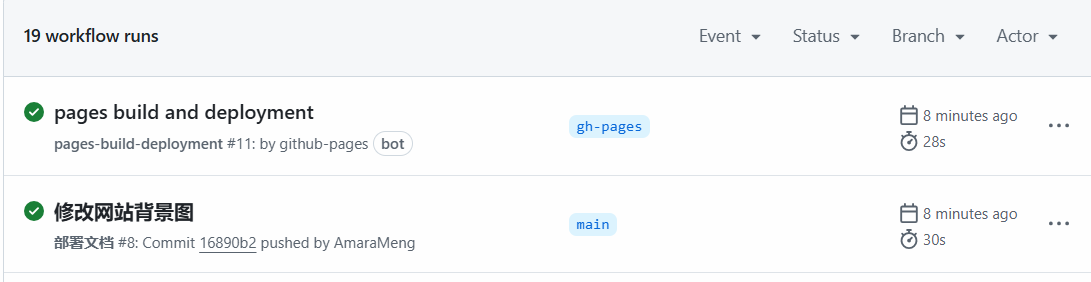 19 workflow runs Event Status Branch Actor
pages build and deployment
pages-build-deployment #11: by github-pages bot
gh-pages
8 minutes ago
28s
修改网站背景图
部署文档 #8: Commit 16890b2 pushed by AmaraMeng
main
8 minutes ago
30s